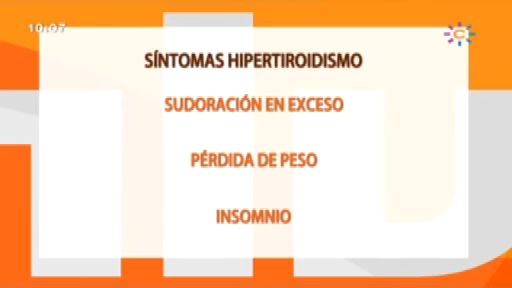 10:07
SÍNTOMAS HIPERTIROIDISMO
SUDORACIÓN EN EXCESO
PÉRDIDA DE PESO
INSOMNIO